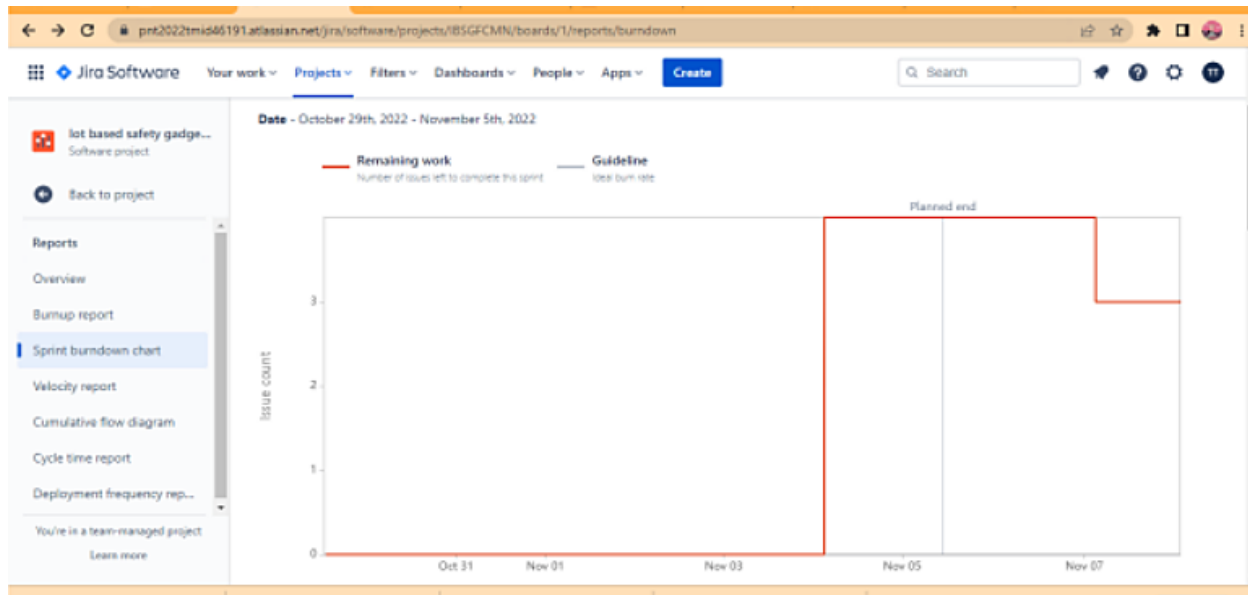 pnt2022tmid46191.atlassian.net/jira/software/projects/IBSGFCMN/boards/1/reports/burndown
Jira Software Your work Projects Filters Dashboards People Apps Create Search TT
Iot based safety gadge...
Software project
Back to project
Reports
Overview
Burnup report
Sprint burndown chart
Velocity report
Cumulative flow diagram
Cycle time report
Deployment frequency rep...
You're in a team-managed project
Learn more
Date - October 29th, 2022 - November 5th, 2022
Remaining work
Number of issues left to complete this sprint
Guideline
Ideal burn rate
Planned end
Issue count
3
2
1
0
Oct 31 Nov 01 Nov 03 Nov 05 Nov 07